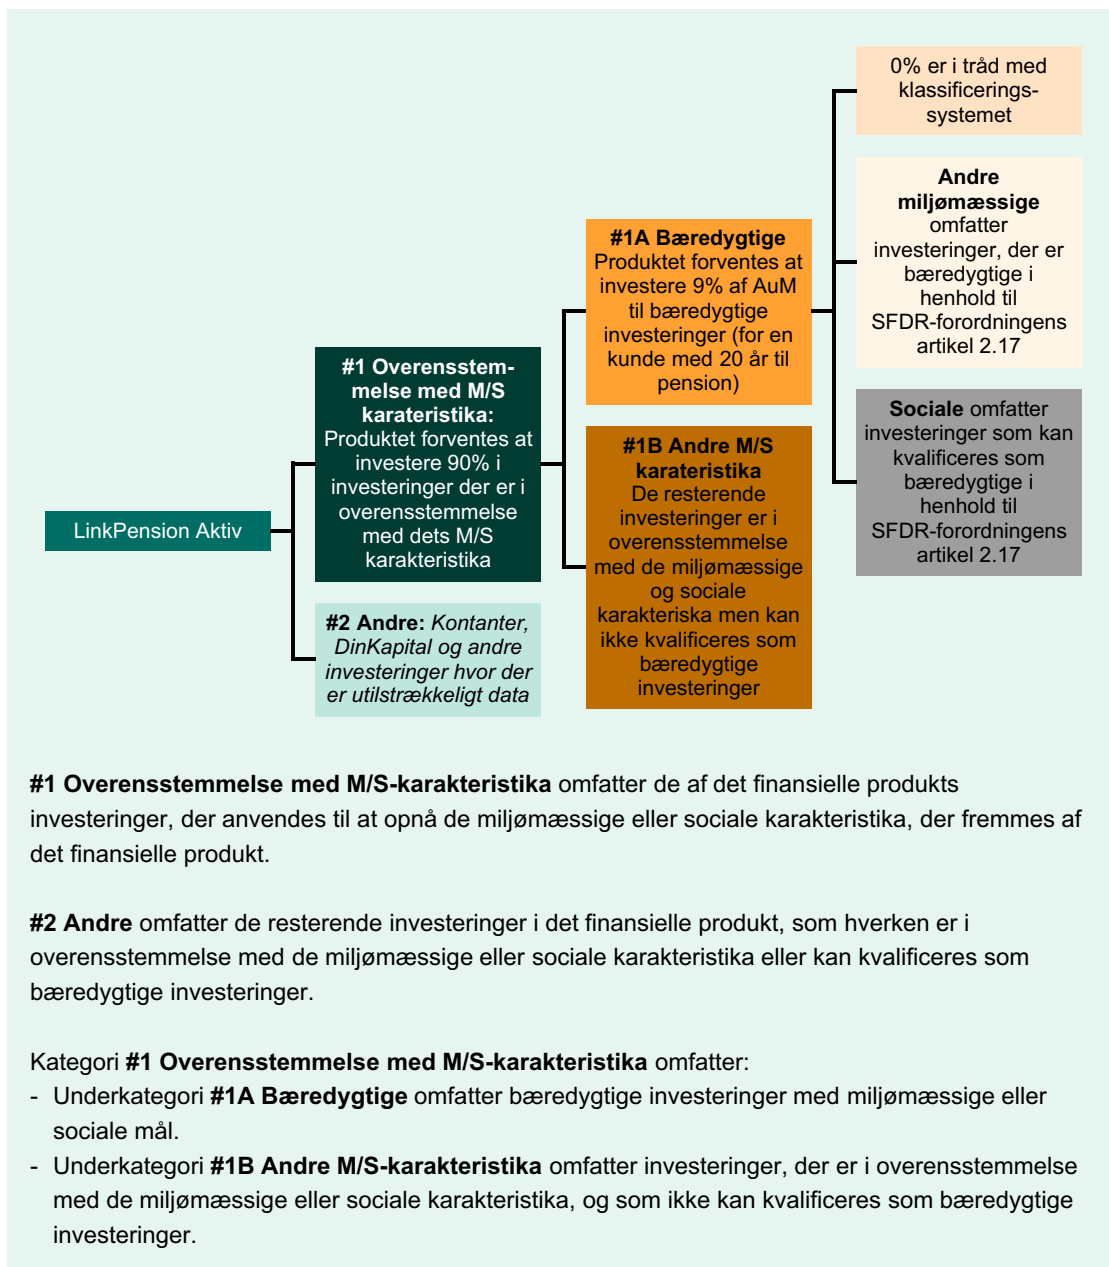 LinkPension Aktiv
#1 Overensstem-
melse med M/S
karateristika:
Produktet forventes at
investere 90% i
investeringer der er i
overensstemmelse
med dets M/S
karakteristika
#2 Andre: Kontanter,
DinKapital og andre
investeringer hvor der
er utilstrækkeligt data
#1A Bæredygtige
Produktet forventes at
investere 9% af AuM
til bæredygtige
investeringer (for en
kunde med 20 år til
pension)
#1B Andre M/S
karateristika
De resterende
investeringer er i
overensstemmelse
med de miljømæssige
og sociale
karakteriska men kan
ikke kvalificeres som
bæredygtige
investeringer
0% er i tråd med
klassificerings-
systemet
Andre
miljømæssige
omfatter
investeringer, der er
bæredygtige i
henhold til
SFDR-forordningens
artikel 2.17
Sociale omfatter
investeringer som kan
kvalificeres som
bæredygtige i
henhold til
SFDR-forordningens
artikel 2.17
#1 Overensstemmelse med M/S-karakteristika omfatter de af det finansielle produkts
investeringer, der anvendes til at opnå de miljømæssige eller sociale karakteristika, der fremmes af
det finansielle produkt.
#2 Andre omfatter de resterende investeringer i det finansielle produkt, som hverken er i
overensstemmelse med de miljømæssige eller sociale karakteristika eller kan kvalificeres som
bæredygtige investeringer.
Kategori #1 Overensstemmelse med M/S-karakteristika omfatter:
- Underkategori #1A Bæredygtige omfatter bæredygtige investeringer med miljømæssige eller
sociale mål.
- Underkategori #1B Andre M/S-karakteristika omfatter investeringer, der er i overensstemmelse
med de miljømæssige eller sociale karakteristika, og som ikke kan kvalificeres som bæredygtige
investeringer.